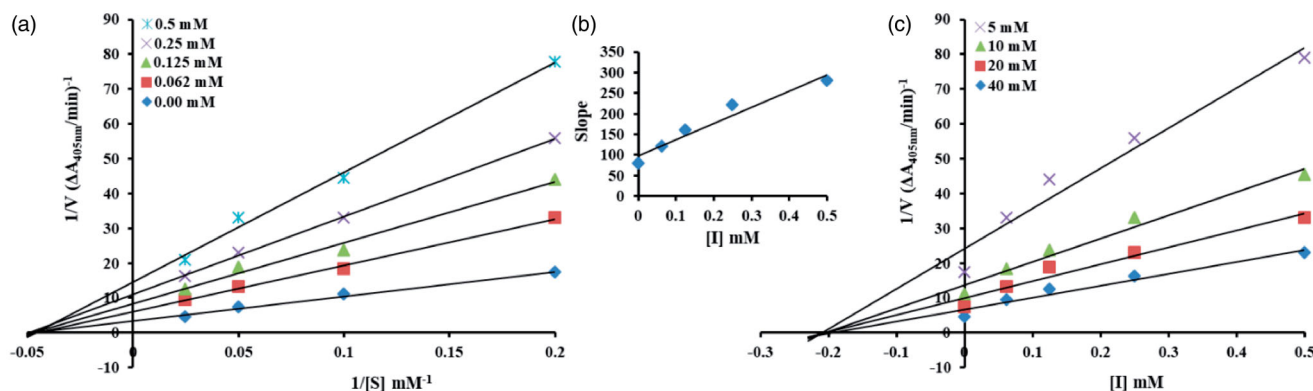 (a)
0.5 mM
0.25 mM
0.125 mM
0.062 mM
0.00 mM
1/V (ΔA405nm/min)-1
90
80
70
60
50
40
30
20
10
0
-10
-0.05
0
0.05
0.1
0.15
0.2
1/[S] mM-1
(b)
Slope
350
300
250
200
150
100
50
0
0
0.1
0.2
0.3
0.4
0.5
[I] mM
(c)
5 mM
10 mM
20 mM
40 mM
1/V (ΔA405nm/min)-1
90
80
70
60
50
40
30
20
10
0
-10
-0.3
-0.2
-0.1
0
0.1
0.2
0.3
0.4
0.5
[I] mM